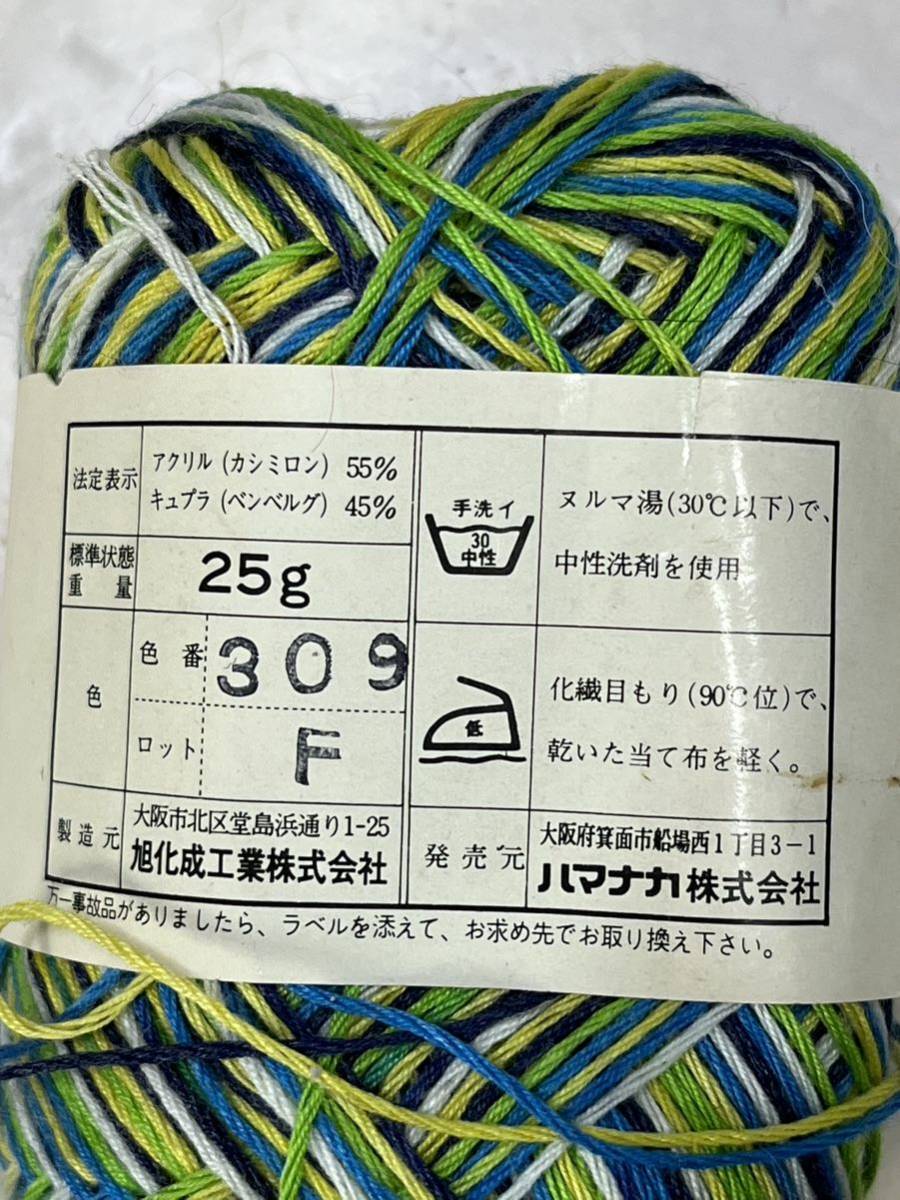 法定表示
アクリル (カシミロン) 55%
キュプラ (ベンベルグ) 45%
標準状態
重量
25g
色
色番
309
ロット
F
製造元
大阪市北区堂島浜通り1-25
旭化成工業株式会社
手洗イ
30
中性
ヌルマ湯(30℃以下)で、
中性洗剤を使用
低
化繊目もり(90℃位)で、
乾いた当て布を軽く。
発売元
大阪府箕面市船場西1丁目3-1
ハマナカ株式会社
万一事故品がありましたら、ラベルを添えて、お求め先でお取り換え下さい。